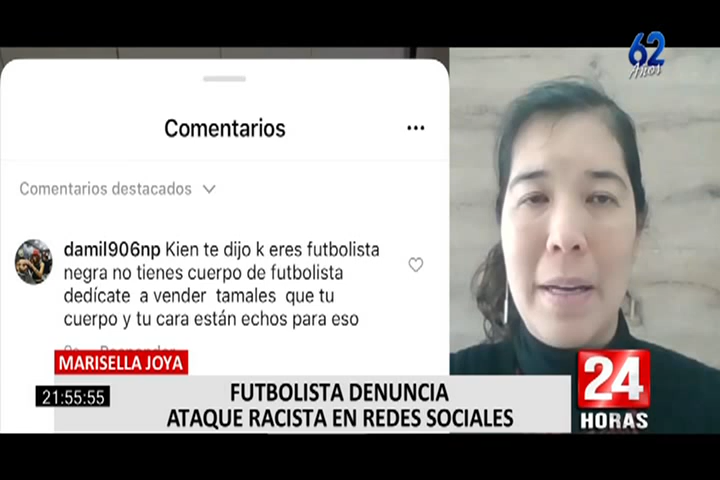 62
Años
Comentarios
Comentarios destacados
damil906np Kien te dijo k eres futbolista
negra no tienes cuerpo de futbolista
dedícate a vender tamales que tu
cuerpo y tu cara están echos para eso
Responder
MARISELLA JOYA
21:55:55
FUTBOLISTA DENUNCIA
ATAQUE RACISTA EN REDES SOCIALES
24
HORAS